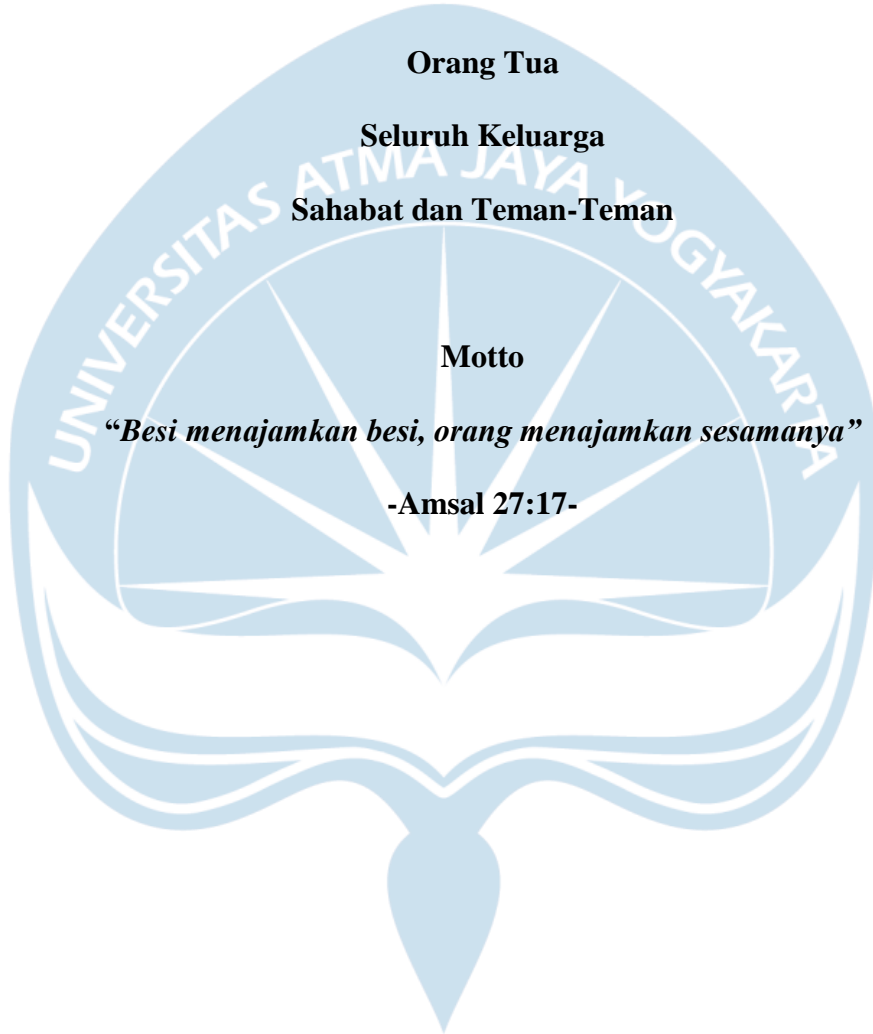 Orang Tua
Seluruh Keluarga
UNIVERSITAS ATMA JAYA YOGYAKARTA
Sahabat dan Teman-Teman
Motto
“Besi menajamkan besi, orang menajamkan sesamanya”
-Amsal 27:17-